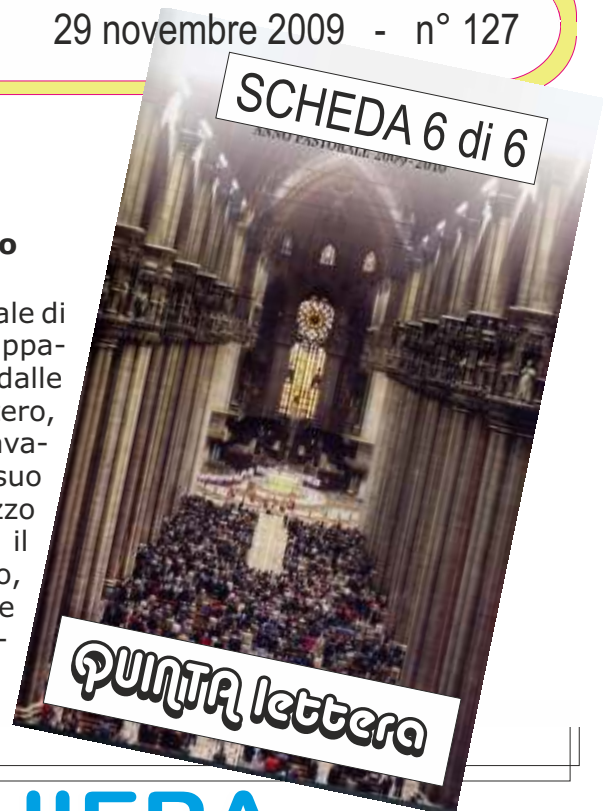 29 novembre 2009 - n° 127
SCHEDA 6 di 6
ANNO PASTORALE 2009-2010
o
ale di
ppa-
dalle
ero,
ava-
suo
zzo
il
o,
e
-
QUINTA lettera